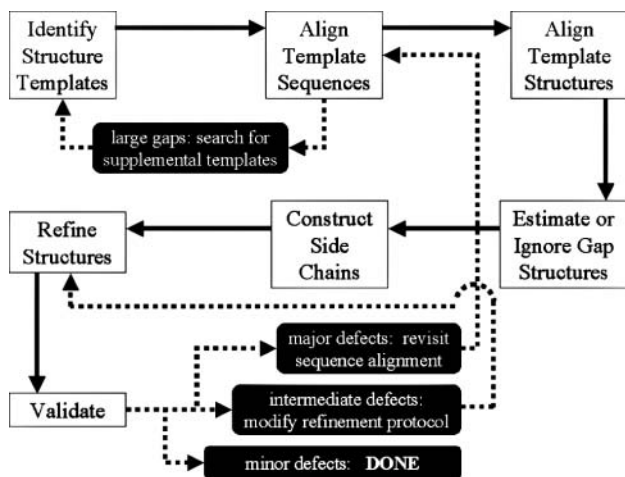 Identify
Structure
Templates
Align
Template
Sequences
Align
Template
Structures
large gaps: search for
supplemental templates
Refine
Structures
Construct
Side
Chains
Estimate or
Ignore Gap
Structures
major defects: revisit
sequence alignment
Validate
intermediate defects:
modify refinement protocol
minor defects: DONE